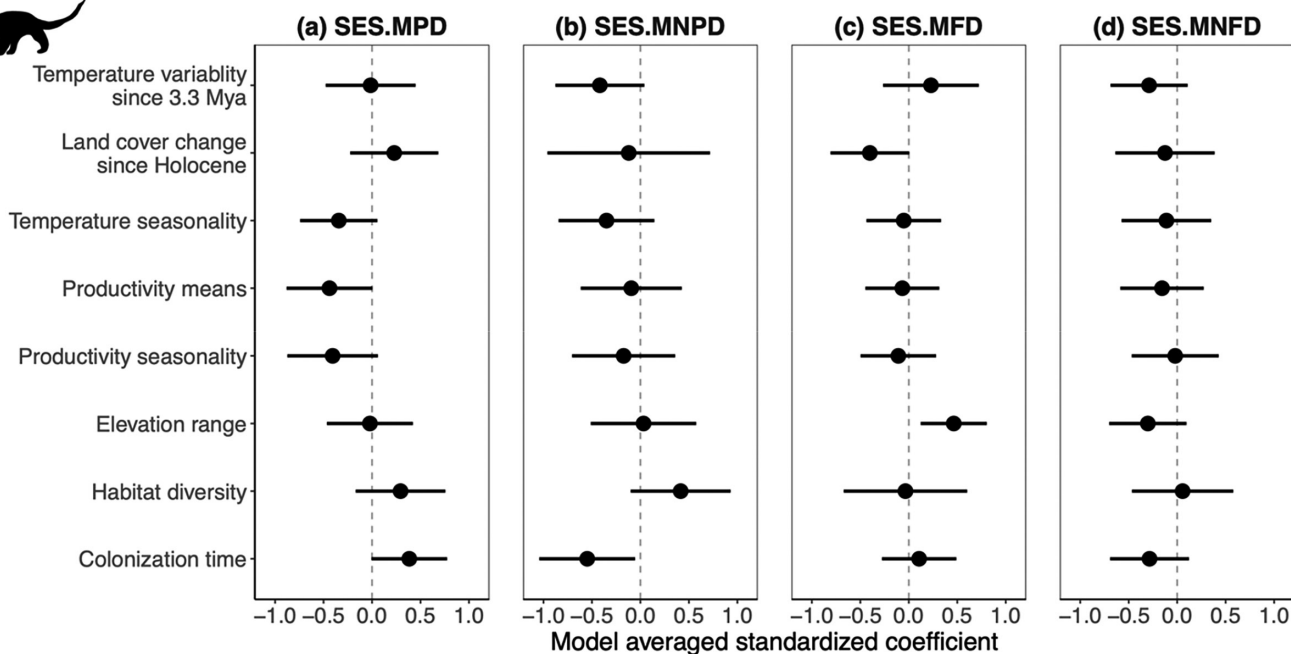 (a) SES.MPD (b) SES.MNPD (c) SES.MFD (d) SES.MNFD
Temperature variablity
since 3.3 Mya
Land cover change
since Holocene
Temperature seasonality
Productivity means
Productivity seasonality
Elevation range
Habitat diversity
Colonization time
−1.0 −0.5 0.0 0.5 1.0 −1.0 −0.5 0.0 0.5 1.0 −1.0 −0.5 0.0 0.5 1.0 −1.0 −0.5 0.0 0.5 1.0
Model averaged standardized coefficient